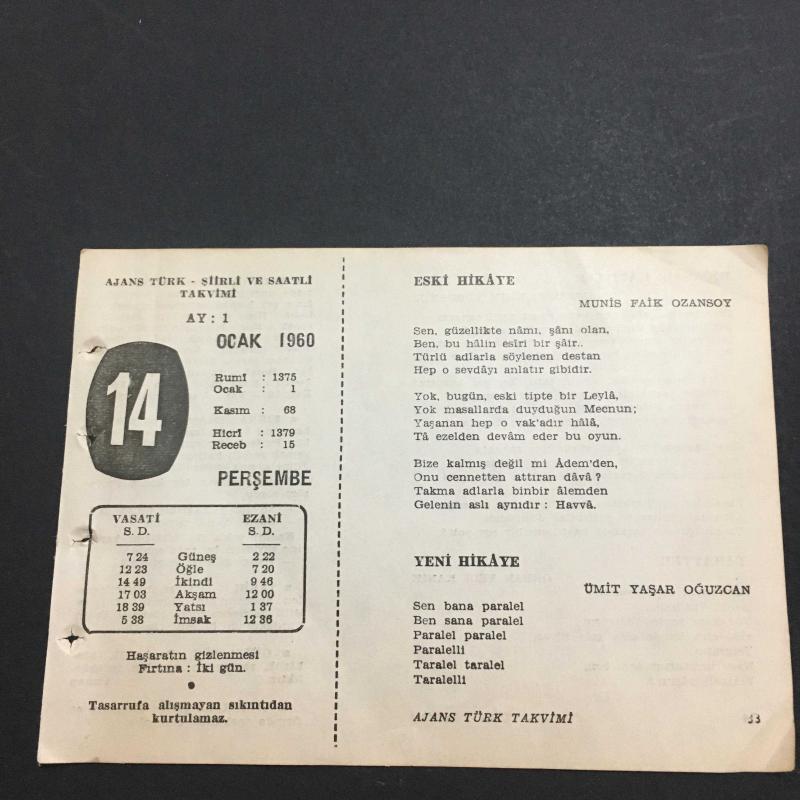 AJANS TÜRK - ŞİİRLİ VE SAATLİ
TAKVİMİ
AY : 1
OCAK 1960
14
Rumî : 1375
Ocak : 1
Kasım : 68
Hicrî : 1379
Receb : 15
PERŞEMBE
VASATİ EZANİ
S. D. S. D.
7 24 Güneş 2 22
12 23 Öğle 7 20
14 49 İkindi 9 46
17 03 Akşam 12 00
18 39 Yatsı 1 37
5 38 İmsak 12 36
Haşaratın gizlenmesi
Fırtına : İki gün.
Tasarrufa alışmayan sıkıntıdan
kurtulamaz.
ESKİ HİKÂYE
MUNİS FAİK OZANSOY
Sen, güzellikte nâmı, şânı olan,
Ben, bu hâlin esîri bir şâir..
Türlü adlarla söylenen destan
Hep o sevdâyı anlatır gibidir.
Yok, bugün, eski tipte bir Leylâ,
Yok masallarda duyduğun Mecnun;
Yaşanan hep o vak'adır hâlâ,
Tâ ezelden devâm eder bu oyun.
Bize kalmış değil mi Âdem'den,
Onu cennetten attıran dâvâ ?
Takma adlarla binbir âlemden
Gelenin aslı aynıdır : Havvâ.
YENİ HİKÂYE
ÜMİT YAŞAR OĞUZCAN
Sen bana paralel
Ben sana paralel
Paralel paralel
Paralelli
Taralel taralel
Taralelli
AJANS TÜRK TAKVİMİ 33